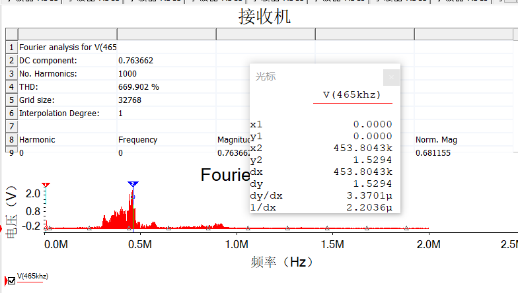 接收机
1 Fourier analysis for V(465
2 DC component: 0.763662
3 No. Harmonics: 1000
4 THD: 669.902 %
5 Grid size: 32768
6 Interpolation Degree: 1
7
8 Harmonic Frequency Magnitu Norm. Mag
9 0 0 0.763662 0.681155
光标
V(465khz)
x1 0.0000
y1 0.0000
x2 453.8043k
y2 1.5294
dx 453.8043k
dy 1.5294
dy/dx 3.3701µ
1/dx 2.2036µ
Fourie
电压（V）
2.0
0.8
-0.2
0.0M 0.5M 1.0M 1.5M 2.0M 2.5M
频率（Hz）
V(465khz)